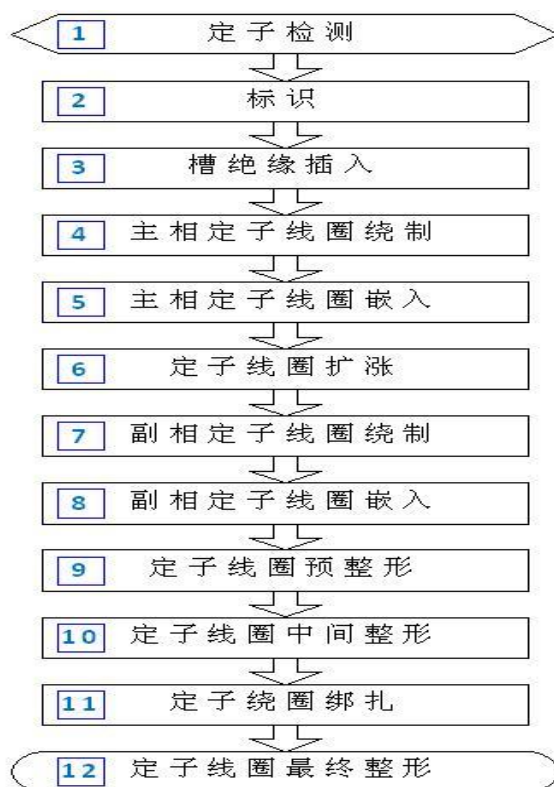 1 定子检测
2 标识
3 槽绝缘插入
4 主相定子线圈绕制
5 主相定子线圈嵌入
6 定子线圈扩涨
7 副相定子线圈绕制
8 副相定子线圈嵌入
9 定子线圈预整形
10 定子线圈中间整形
11 定子绕圈绑扎
12 定子线圈最终整形